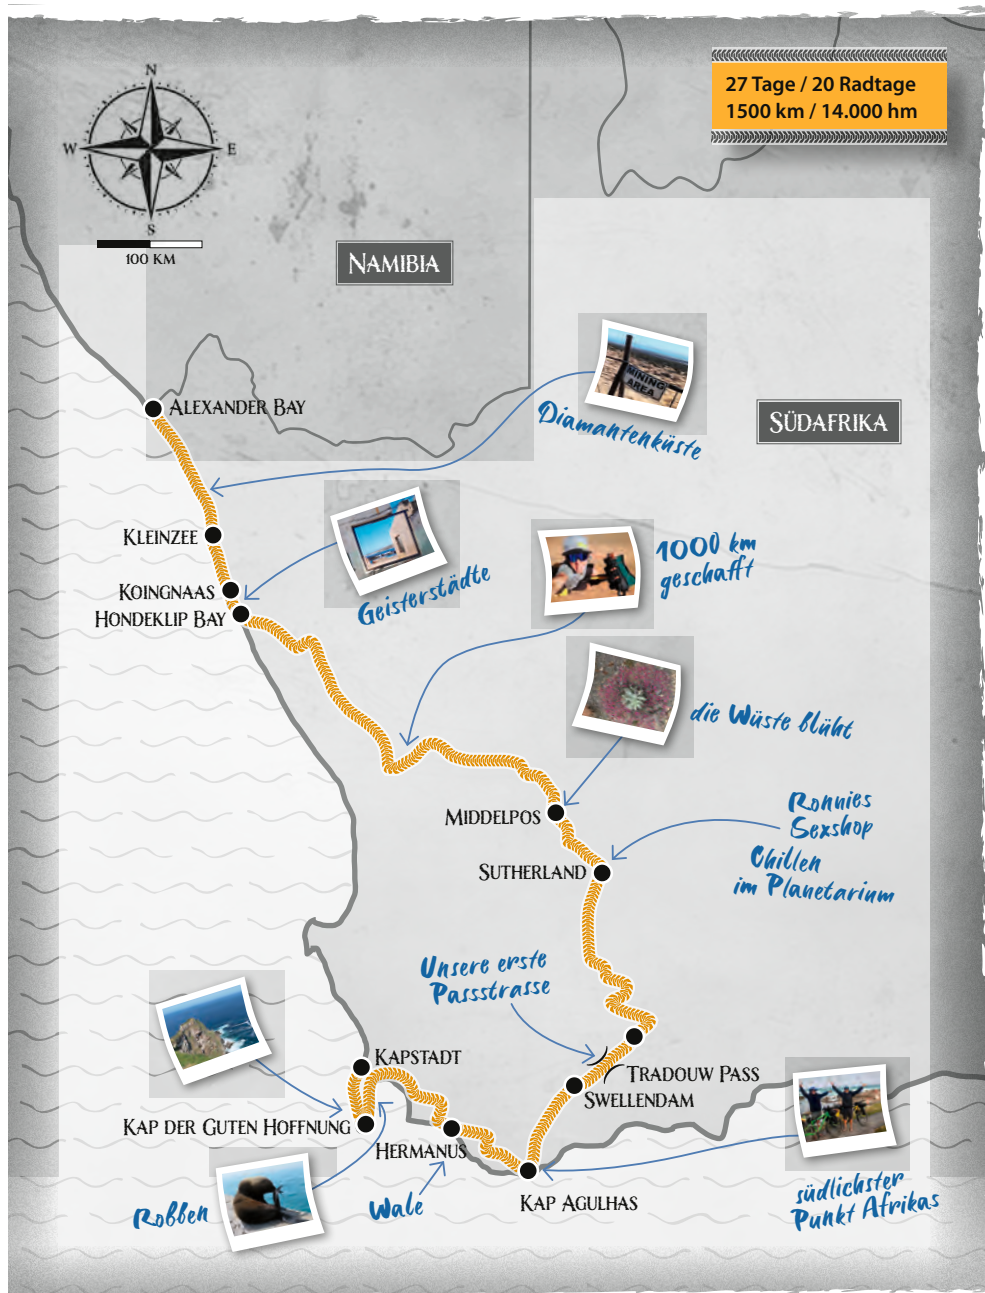 27 Tage / 20 Radtage
1500 km / 14.000 hm
N
W
E
S
100 KM
NAMIBIA
MINING
AREA
Diamantenküste
SÜDAFRIKA
ALEXANDER BAY
KLEINZEE
KOINGNAAS
HONDEKLIP BAY
Geisterstädte
1000 km
geschafft
die Wüste blüht
MIDDELPOS
Ronnies
Sexshop
SUTHERLAND
Chillen
im Planetarium
Unsere erste
Passstrasse
KAPSTADT
TRADOUW PASS
SWELLENDAM
KAP DER GUTEN HOFFNUNG
HERMANUS
Robben
Wale
KAP AGULHAS
südlichster
Punkt Afrikas